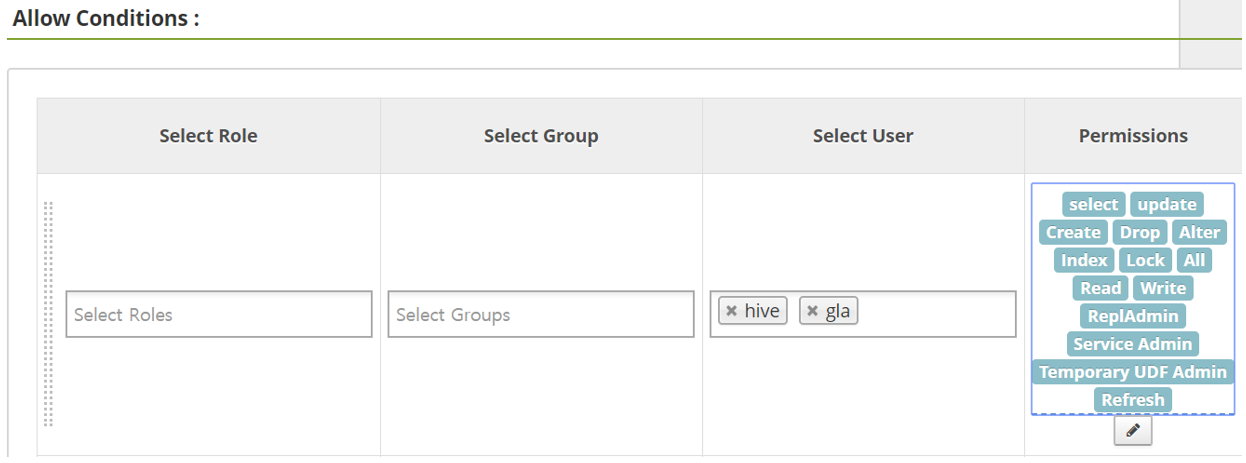 Allow Conditions :
Select Role Select Group Select User Permissions
select update
Create Drop Alter
Index Lock All
Read Write
Select Roles Select Groups × hive × gla
ReplAdmin
Service Admin
Temporary UDF Admin
Refresh